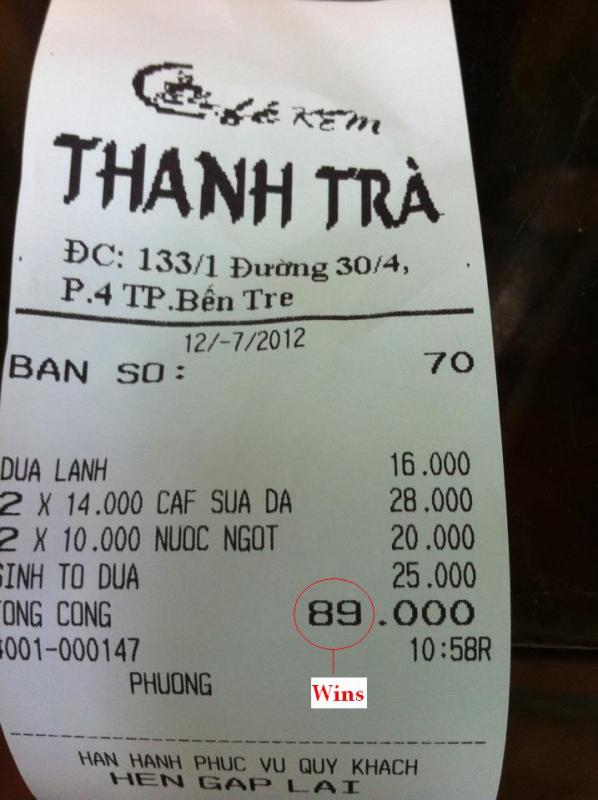 Cafê KEM
THANH TRÀ
ĐC: 133/1 Đường 30/4,
P.4 TP.Bến Tre
12/-7/2012
BAN SO: 70
DUA LANH 16.000
2 X 14.000 CAF SUA DA 28.000
2 X 10.000 NUOC NGOT 20.000
SINH TO DUA 25.000
TONG CONG 89.000
#001-000147 10:58R
PHUONG
Wins
HAN HANH PHUC VU QUY KHACH
HEN GAP LAI